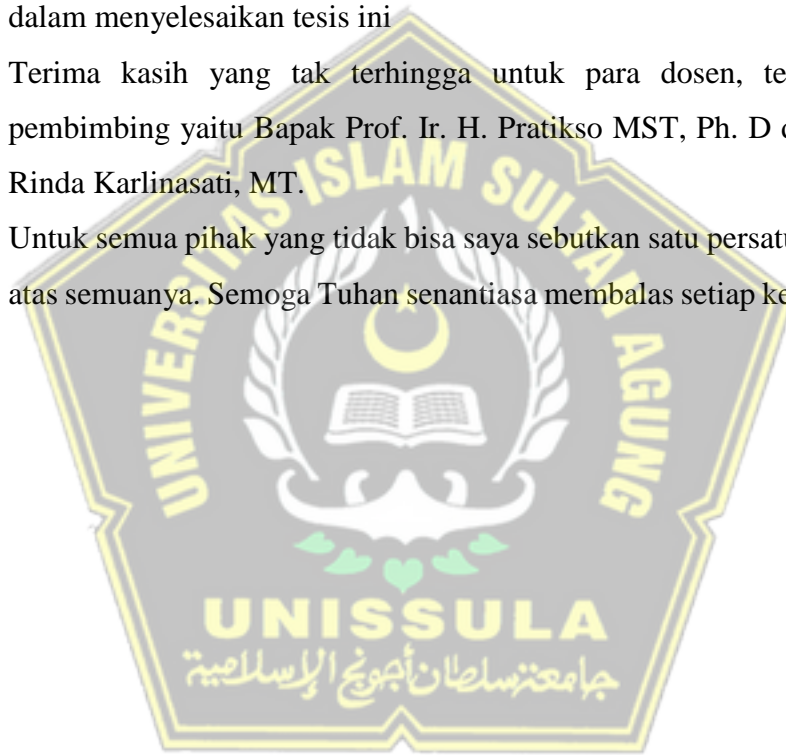 dalam menyelesaikan tesis ini
Terima kasih yang tak terhingga untuk para dosen, te
pembimbing yaitu Bapak Prof. Ir. H. Pratikso MST, Ph. D
Rinda Karlinasati, MT.
Untuk semua pihak yang tidak bisa saya sebutkan satu persatu
atas semuanya. Semoga Tuhan senantiasa membalas setiap ke
UNIVERSITAS ISLAM SULTAN AGUNG
UNISSULA
جامعة سلطان أجونج الإسلامية